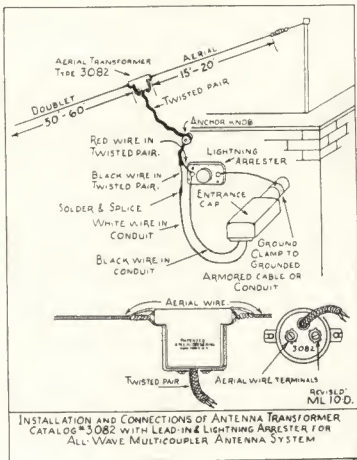 AERIAL TRANSFORMER
TYPE 3082
AERIAL
15'-20'
TWISTED PAIR
DOUBLET
50'-60'
ANCHOR KNOB
RED WIRE IN
TWISTED PAIR.
LIGHTNING
ARRESTER
BLACK WIRE IN
TWISTED PAIR.
ENTRANCE
CAP
SOLDER & SPLICE
WHITE WIRE IN
CONDUIT
BLACK WIRE IN
CONDUIT
GROUND
CLAMP TO
GROUNDED
ARMORED CABLE OR
CONDUIT
AERIAL WIRE.
PATENTED
3082
TWISTED PAIR
AERIAL WIRE TERMINALS
REVISED
ML10-D.
INSTALLATION AND CONNECTIONS OF ANTENNA TRANSFORMER
CATALOG #3082 WITH LEAD-IN & LIGHTNING ARRESTER FOR
ALL-WAVE MULTICOUPLER ANTENNA SYSTEM